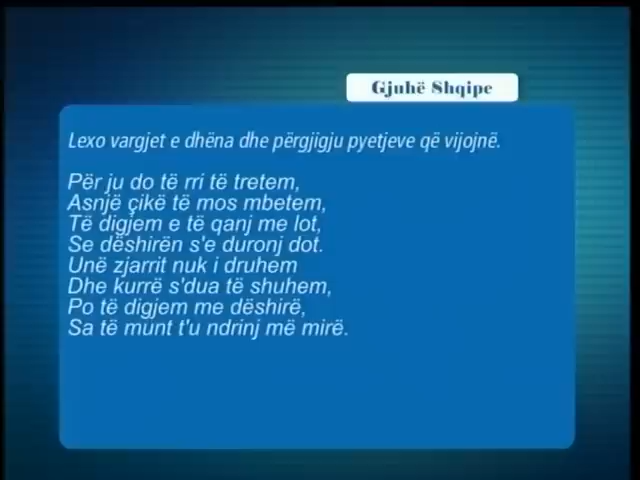 Gjuhë Shqipe
Lexo vargjet e dhëna dhe përgjigju pyetjeve që vijojnë.
Për ju do të rri të tretem,
Asnjë çikë të mos mbetem,
Të digjem e të qanj me lot,
Se dëshirën s'e duronj dot.
Unë zjarrit nuk i druhem
Dhe kurrë s'dua të shuhem,
Po të digjem me dëshirë,
Sa të munt t'u ndrinj më mirë.